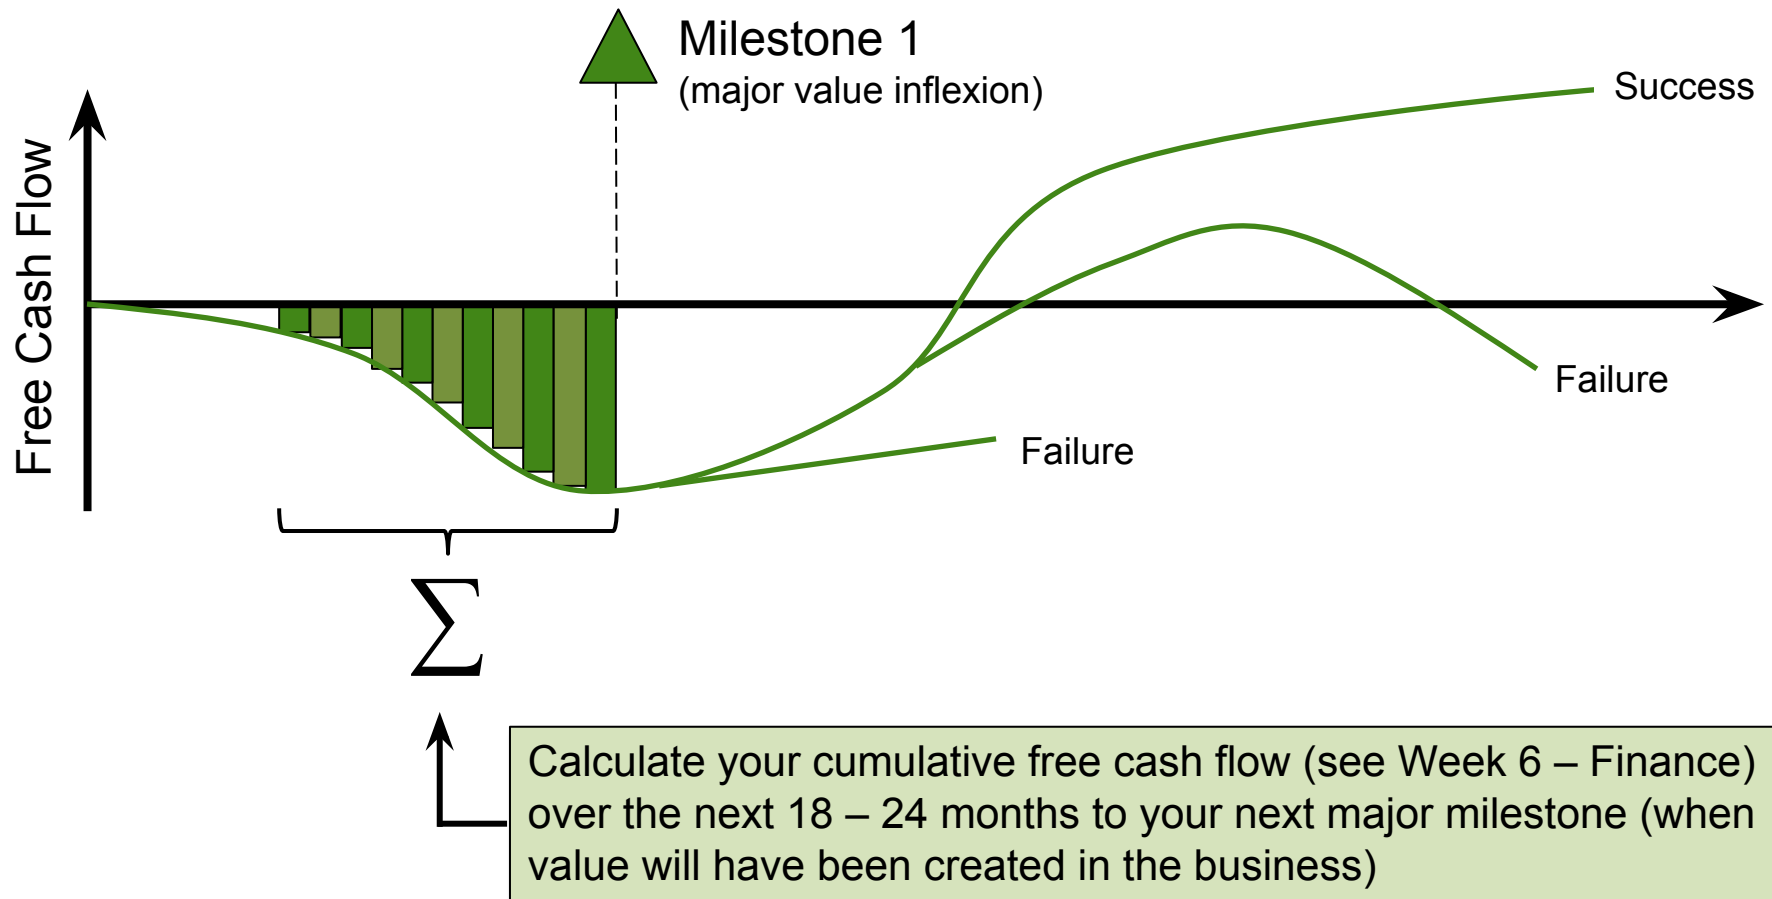 Milestone 1
(major value inflexion)
Success
Free Cash Flow
Failure
Failure
∑
Calculate your cumulative free cash flow (see Week 6 – Finance)
over the next 18 – 24 months to your next major milestone (when
value will have been created in the business)